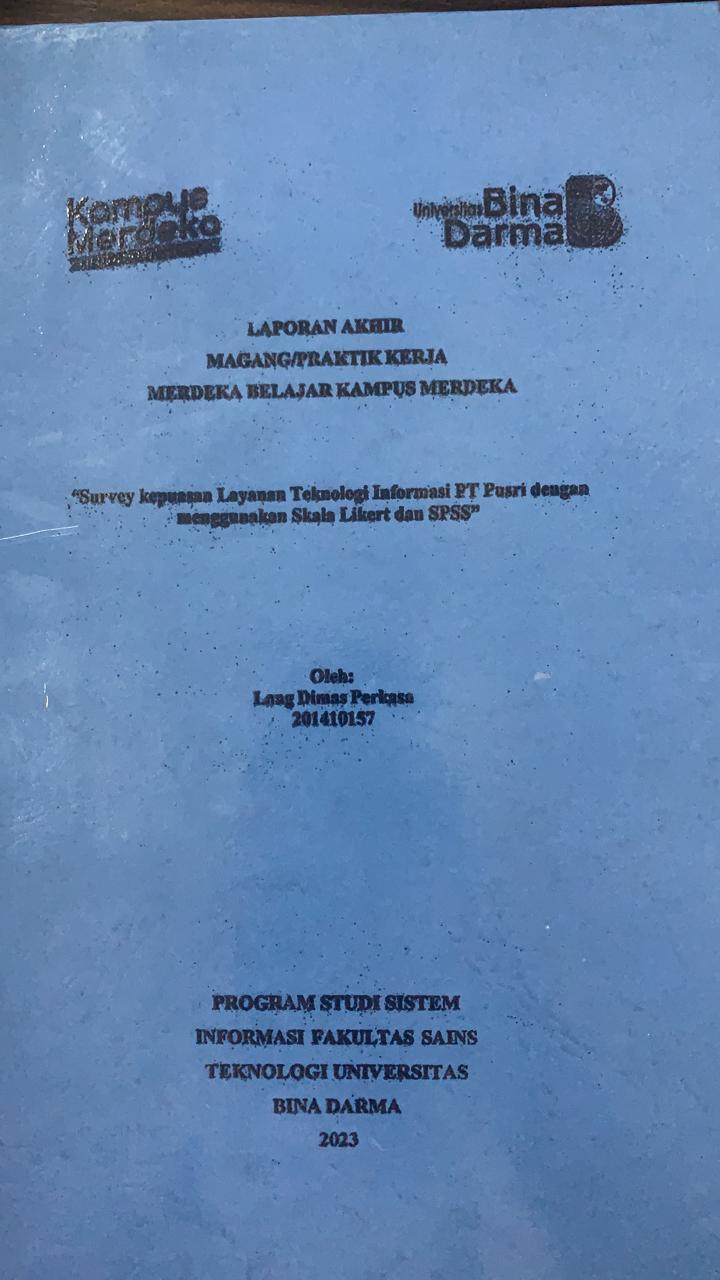 Kampus
Merdeka
Universitas Bina
Darma
LAPORAN AKHIR
MAGANG/PRAKTIK KERJA
MERDEKA BELAJAR KAMPUS MERDEKA
“Survey kepuasan Layanan Teknologi Informasi PT Pusri dengan
menggunakan Skala Likert dan SPSS”
Oleh:
Lang Dimas Perkasa
201410157
PROGRAM STUDI SISTEM
INFORMASI FAKULTAS SAINS
TEKNOLOGI UNIVERSITAS
BINA DARMA
2023